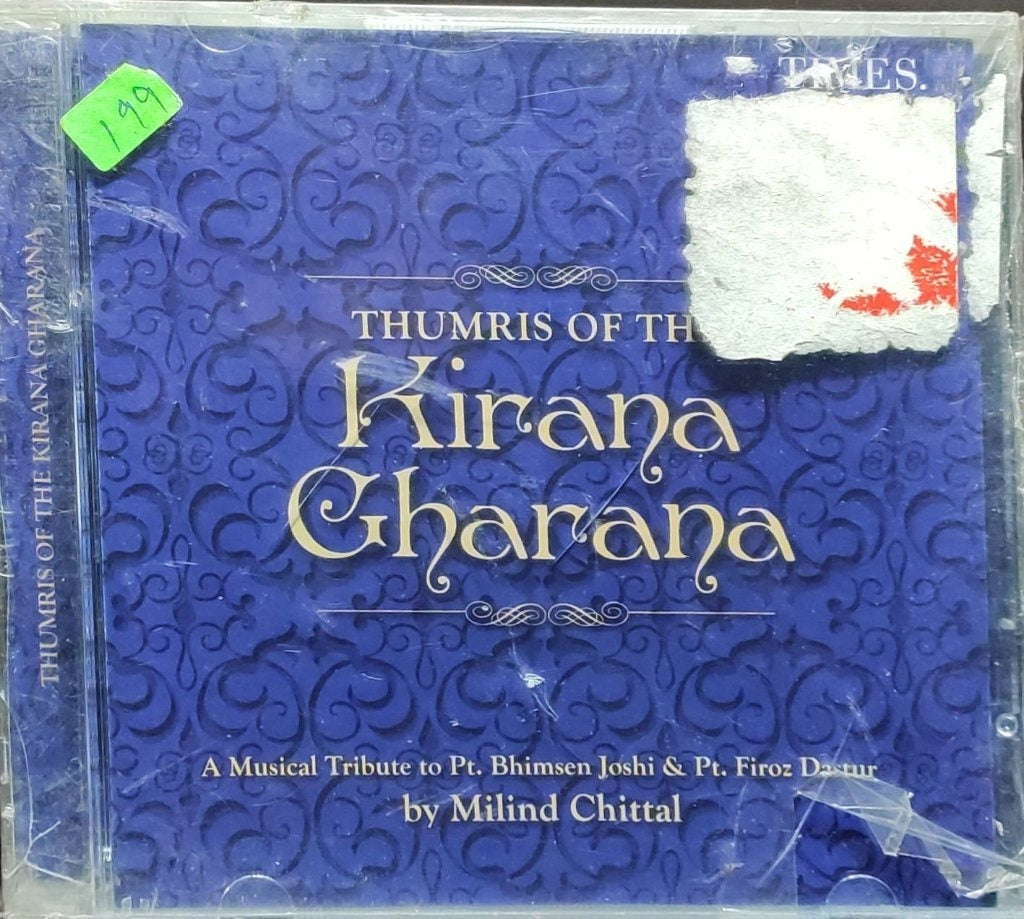 199
TIMES.
THUMRIS OF TH
Kirana
Gharana
A Musical Tribute to Pt. Bhimsen Joshi & Pt. Firoz Dastur
by Milind Chittal
THUMRIS OF THE KIRANA GHARANA